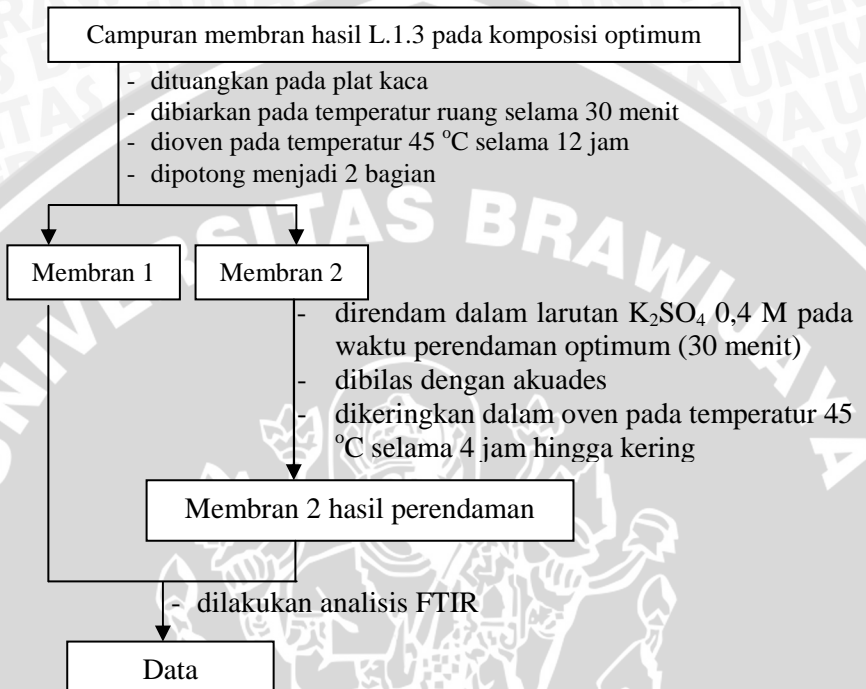 Campuran membran hasil L.1.3 pada komposisi optimum
- dituangkan pada plat kaca
- dibiarkan pada temperatur ruang selama 30 menit
- dioven pada temperatur 45 °C selama 12 jam
- dipotong menjadi 2 bagian
UNIVERSITAS BRAWIJAYA
Membran 1
Membran 2
- direndam dalam larutan K₂SO₄ 0,4 M pada
waktu perendaman optimum (30 menit)
- dibilas dengan akuades
- dikeringkan dalam oven pada temperatur 45
°C selama 4 jam hingga kering
Membran 2 hasil perendaman
- dilakukan analisis FTIR
Data